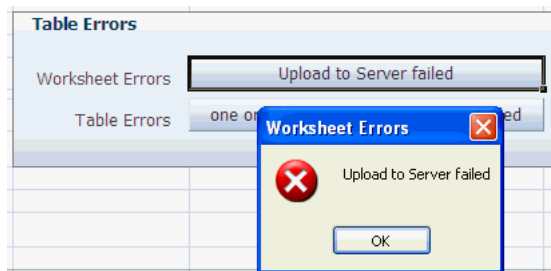 Table Errors
Worksheet Errors Upload to Server failed
Table Errors one or
Worksheet Errors
Upload to Server failed
OK